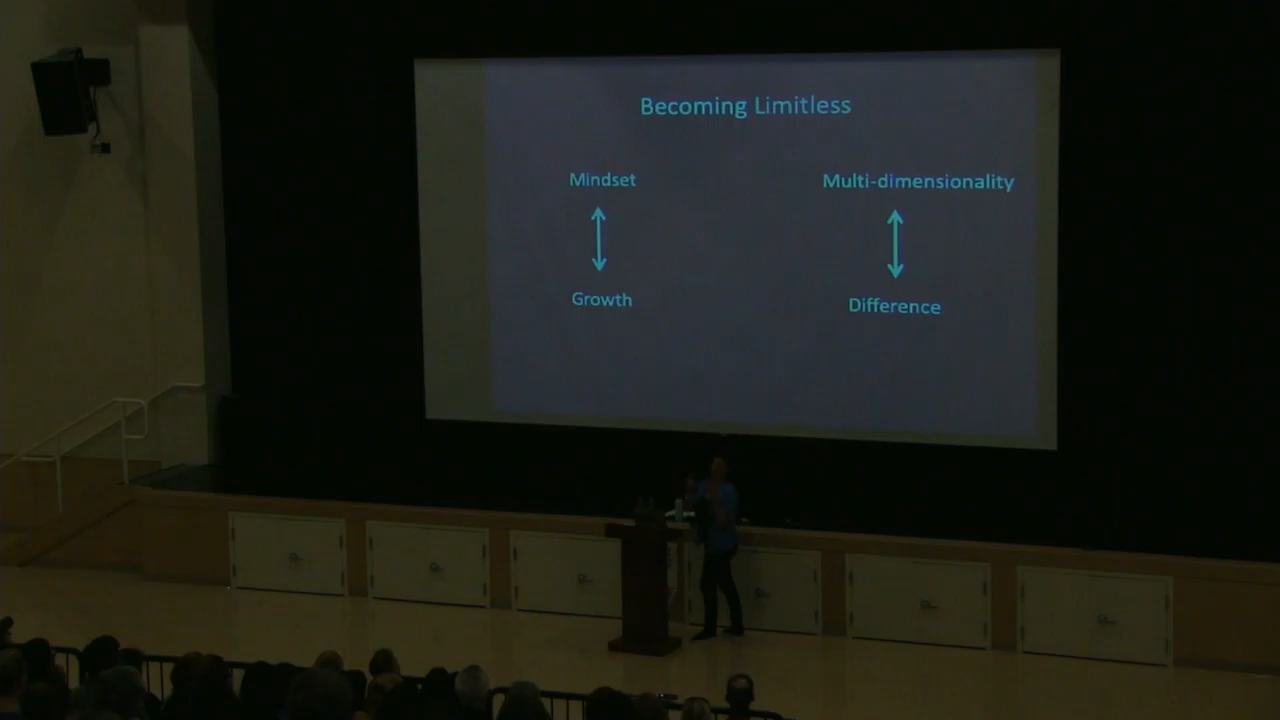 Becoming Limitless
Mindset
Multi-dimensionality
Growth
Difference